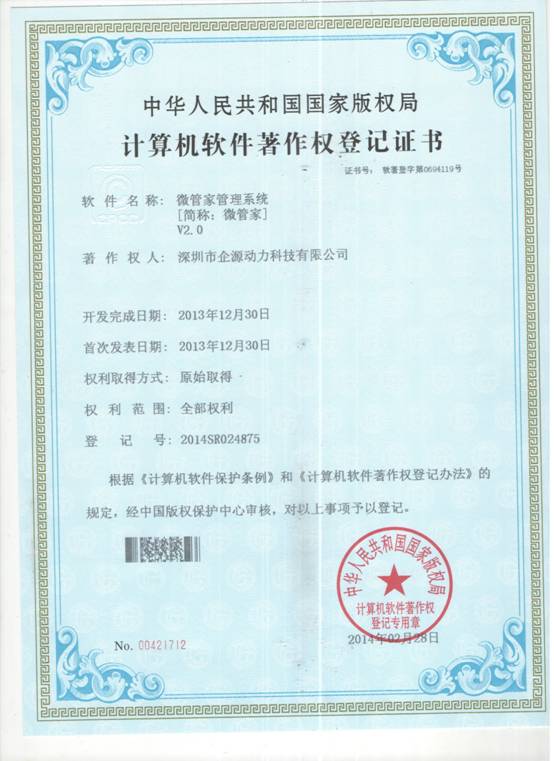 中华人民共和国国家版权局
计算机软件著作权登记证书
证书号： 软著登字第0694119号
软件名称： 微管家管理系统
[简称：微管家]
V2.0
著作权人： 深圳市企源动力科技有限公司
开发完成日期： 2013年12月30日
首次发表日期： 2013年12月30日
权利取得方式： 原始取得
权利范围： 全部权利
登记号： 2014SR024875
根据《计算机软件保护条例》和《计算机软件著作权登记办法》的
规定，经中国版权保护中心审核，对以上事项予以登记。
中华人民共和国国家版权局
计算机软件著作权
登记专用章
2014年02月28日
No. 00421712